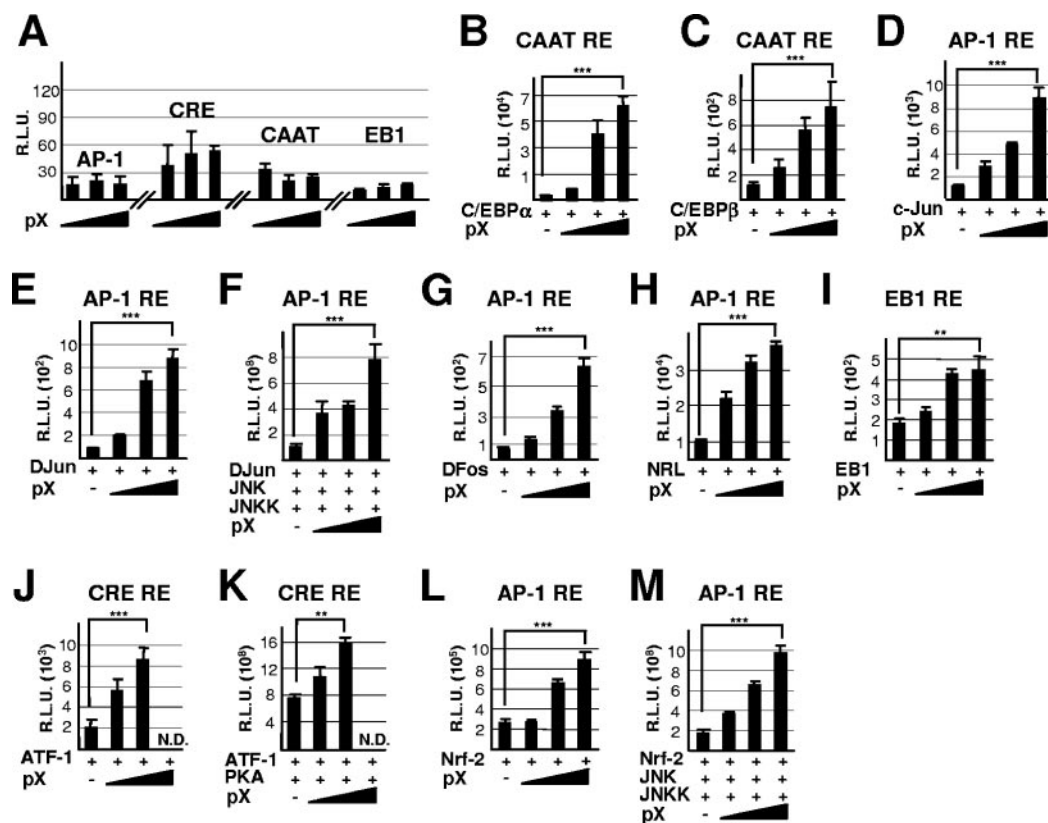 A
R.L.U.
120
90
60
30
AP-1
CRE
CAAT
EB1
pX
B
CAAT RE
***
R.L.U. (10⁴)
7
5
3
1
C/EBPα + + + +
pX -
C
CAAT RE
***
R.L.U. (10²)
8
6
4
2
C/EBPβ + + + +
pX -
D
AP-1 RE
***
R.L.U. (10³)
10
8
6
4
2
c-Jun + + + +
pX -
E
AP-1 RE
***
R.L.U. (10²)
10
8
6
4
2
DJun + + + +
pX -
F
AP-1 RE
***
R.L.U. (10⁸)
8
6
4
2
DJun + + + +
JNK + + + +
JNKK + + + +
pX -
G
AP-1 RE
***
R.L.U. (10²)
7
5
3
1
DFos + + + +
pX -
H
AP-1 RE
***
R.L.U. (10⁴)
3
2
1
NRL + + + +
pX -
I
EB1 RE
**
R.L.U. (10²)
5
4
3
2
1
EB1 + + + +
pX -
J
CRE RE
***
R.L.U. (10³)
10
8
6
4
2
N.D.
ATF-1 + + + +
pX -
K
CRE RE
**
R.L.U. (10⁸)
16
12
8
4
N.D.
ATF-1 + + + +
PKA + + + +
pX -
L
AP-1 RE
***
R.L.U. (10⁵)
10
8
6
4
2
Nrf-2 + + + +
pX -
M
AP-1 RE
***
R.L.U. (10⁸)
10
8
6
4
2
Nrf-2 + + + +
JNK + + + +
JNKK + + + +
pX -